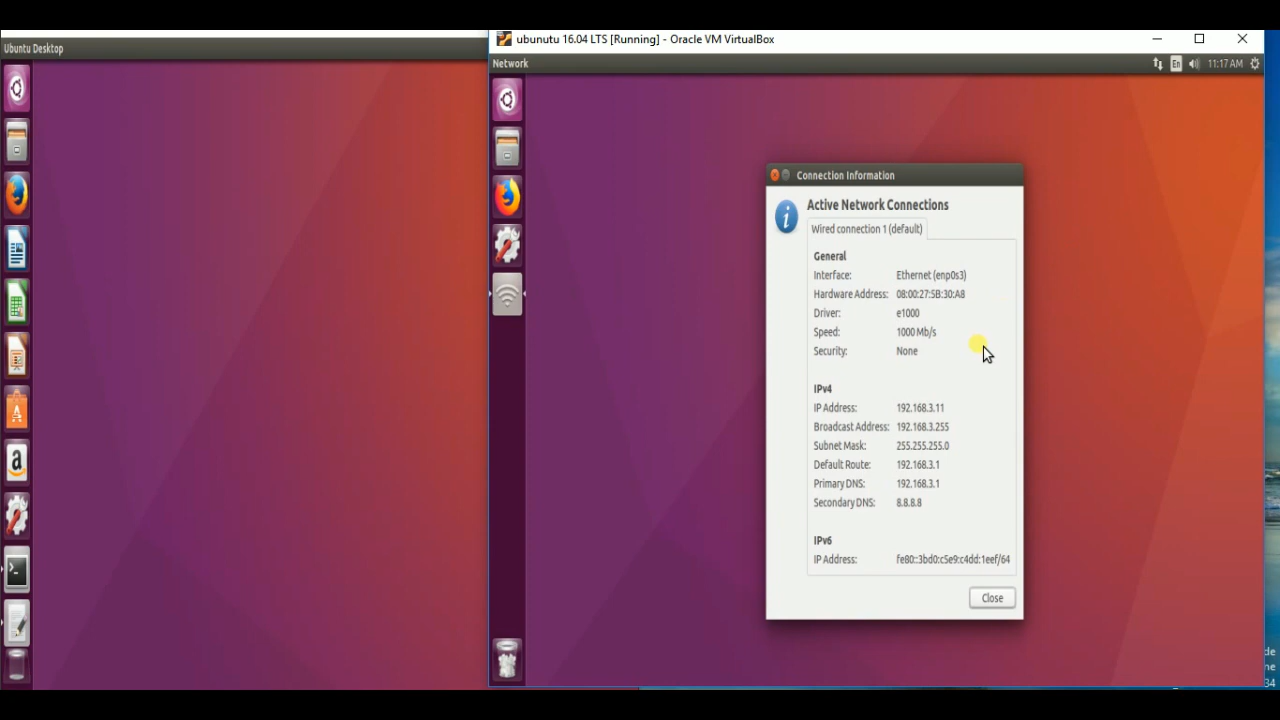 ubunutu 16.04 LTS [Running] - Oracle VM VirtualBox
Ubuntu Desktop
Network
En
11:17 AM
Connection Information
Active Network Connections
Wired connection 1 (default)
General
Interface: Ethernet (enp0s3)
Hardware Address: 08:00:27:5B:30:A8
Driver: e1000
Speed: 1000 Mb/s
Security: None
IPv4
IP Address: 192.168.3.11
Broadcast Address: 192.168.3.255
Subnet Mask: 255.255.255.0
Default Route: 192.168.3.1
Primary DNS: 192.168.3.1
Secondary DNS: 8.8.8.8
IPv6
IP Address: fe80::3bd0:c5e9:c4dd:1eef/64
Close
de
ne
34